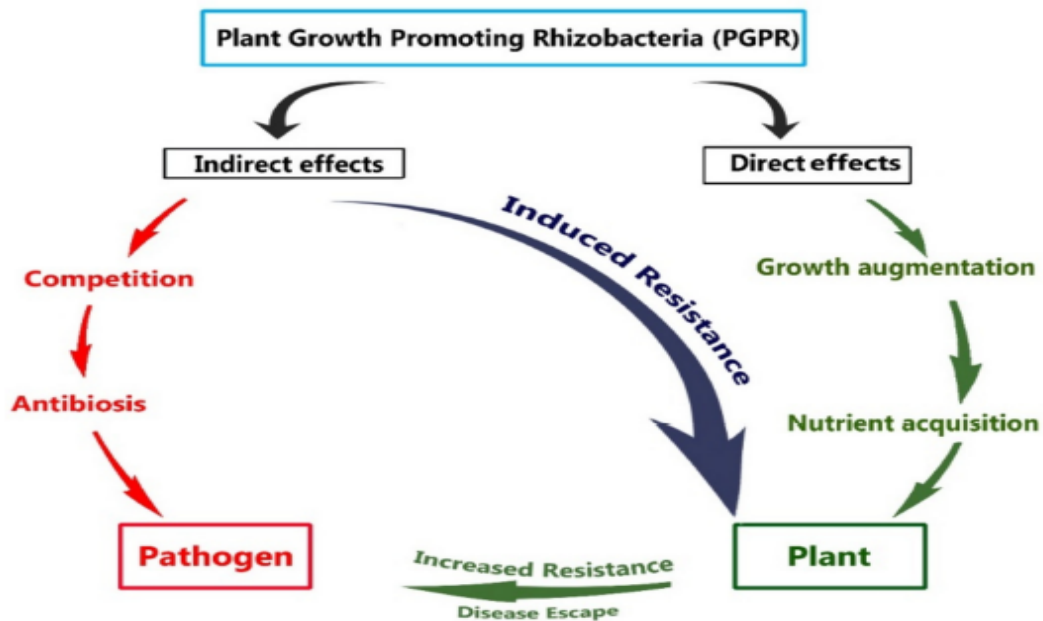 Plant Growth Promoting Rhizobacteria (PGPR)
Indirect effects
Direct effects
Induced Resistance
Competition
Growth augmentation
Antibiosis
Nutrient acquisition
Pathogen
Increased Resistance
Disease Escape
Plant